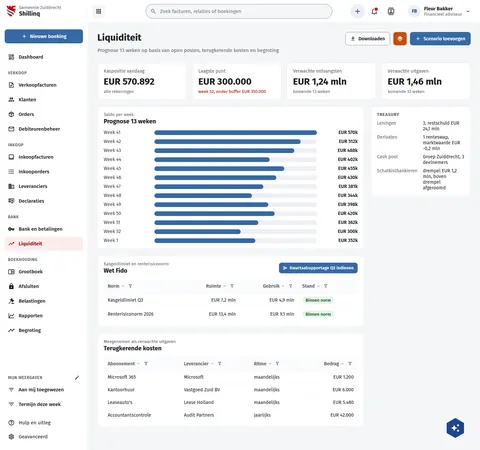 Gemeente Zuiddrecht
Shillinq
Zoek facturen, relaties of boekingen
FB
Fleur Bakker
Financieel adviseur
+ Nieuwe boeking
Dashboard
VERKOOP
Verkoopfacturen
Klanten
Orders
Debiteurenbeheer
INKOOP
Inkoopfacturen
Inkooporders
Leveranciers
Declaraties
BANK
Bank en betalingen
Liquiditeit
BOEKHOUDING
Grootboek
Afsluiten
Belastingen
Rapporten
Begroting
MIJN WEERGAVEN
Aan mij toegewezen
Termijn deze week
Hulp en uitleg
Geavanceerd
Liquiditeit
Prognose 13 weken op basis van open posten, terugkerende kosten en begroting
Downloaden
+ Scenario toevoegen
Kaspositie vandaag
EUR 570.892
alle rekeningen
Laagste punt
EUR 300.000
week 52, onder buffer EUR 350.000
Verwachte ontvangsten
EUR 1,24 mln
komende 13 weken
Verwachte uitgaven
EUR 1,46 mln
komende 13 weken
Saldo per week
Prognose 13 weken
Week 41 EUR 570k
Week 42 EUR 512k
Week 43 EUR 488k
Week 44 EUR 402k
Week 45 EUR 455k
Week 46 EUR 430k
Week 47 EUR 381k
Week 48 EUR 344k
Week 49 EUR 398k
Week 50 EUR 420k
Week 51 EUR 362k
Week 52 EUR 300k
Week 1 EUR 352k
TREASURY
Leningen 3, restschuld EUR 24,1 mln
Derivaten 1 renteswap, marktwaarde EUR -0,2 mln
Cash pool Groep Zuiddrecht, 3 deelnemers
Schatkistbankieren drempel EUR 1,2 mln, boven drempel afgeroomd
Kasgeldlimiet en renterisiconorm
Wet Fido
Kwartaalrapportage Q3 indienen
Norm Ruimte Gebruik Stand
Kasgeldlimiet Q3 EUR 7,2 mln EUR 4,9 mln Binnen norm
Renterisiconorm 2026 EUR 13,4 mln EUR 9,1 mln Binnen norm
Meegenomen als verwachte uitgaven
Terugkerende kosten
Abonnement Leverancier Ritme Bedrag
Microsoft 365 Microsoft maandelijks EUR 1.200
Kantoorhuur Vastgoed Zuid BV maandelijks EUR 6.000
Leaseauto's Lease Holland maandelijks EUR 5.480
Accountantscontrole Audit Partners jaarlijks EUR 42.000